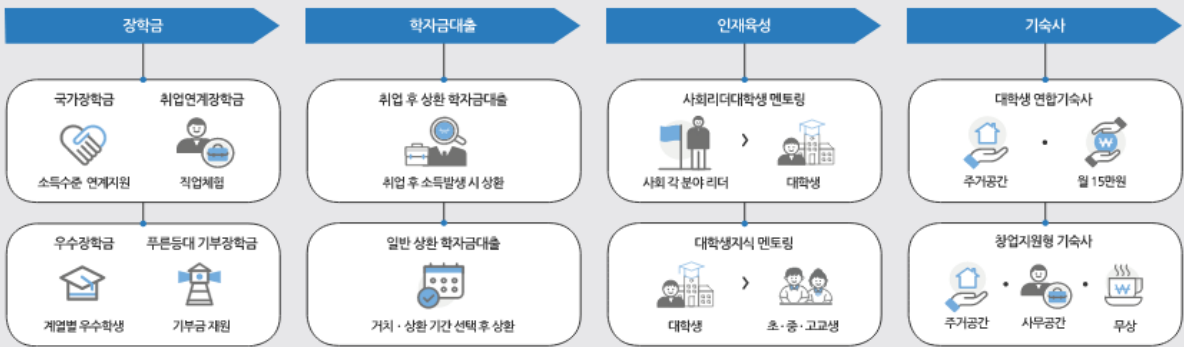 장학금
국가장학금 취업연계장학금
소득수준 연계지원 직업체험
우수장학금 푸른등대 기부장학금
계열별 우수학생 기부금 재원
학자금대출
취업 후 상환 학자금대출
취업 후 소득발생 시 상환
일반 상환 학자금대출
거치 · 상환 기간 선택 후 상환
인재육성
사회리더대학생 멘토링
>
사회 각 분야 리더 대학생
대학생지식 멘토링
>
대학생 초 · 중 · 고교생
기숙사
대학생 연합기숙사
· ₩
주거공간 월 15만원
창업지원형 기숙사
· · ₩
주거공간 사무공간 무상